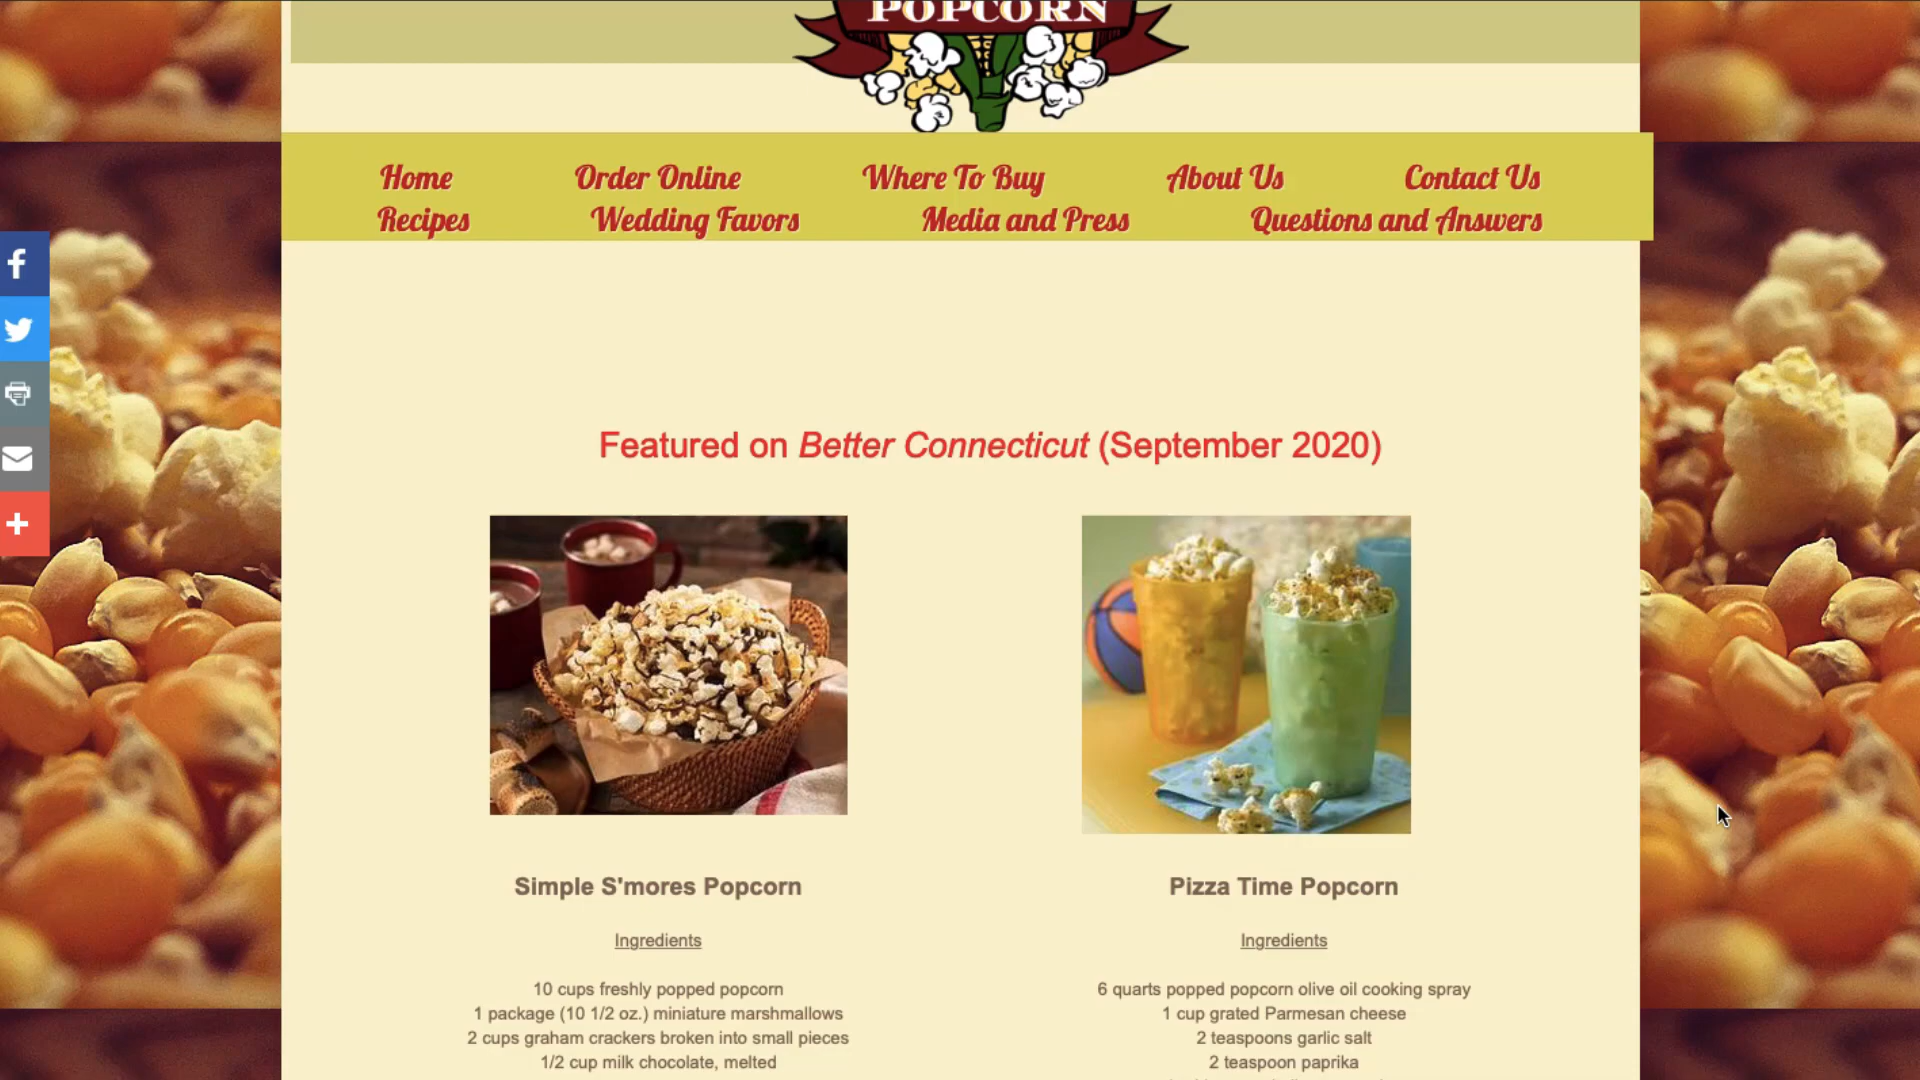 POPCORN
Home Order Online Where To Buy About Us Contact Us
Recipes Wedding Favors Media and Press Questions and Answers
Featured on Better Connecticut (September 2020)
Simple S'mores Popcorn
Ingredients
10 cups freshly popped popcorn
1 package (10 1/2 oz.) miniature marshmallows
2 cups graham crackers broken into small pieces
1/2 cup milk chocolate, melted
Pizza Time Popcorn
Ingredients
6 quarts popped popcorn olive oil cooking spray
1 cup grated Parmesan cheese
2 teaspoons garlic salt
2 teaspoon paprika